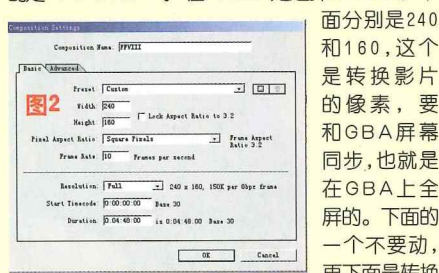 Composition Settings
Composition Name: FFVIII
Basic Advanced
Preset Custom
图2
Width 240
Lock Aspect Ratio to 3.2
Height 160
Pixel Aspect Ratio Square Pixels Frame Aspect Ratio 3.2
Frame Rate 10 Frames per second
Resolution Full 240 x 160, 150K per 8bpc frame
Start Timecode 0:00:00:00 Base 30
Duration 0:04:48:00 is 0:04:48:00 Base 30
OK Cancel
面分别是240
和160,这个
是转换影片
的像素，要
和GBA屏幕
同步,也就是
在GBA上全
屏的。下面的
一个不要动,
再下面是转换